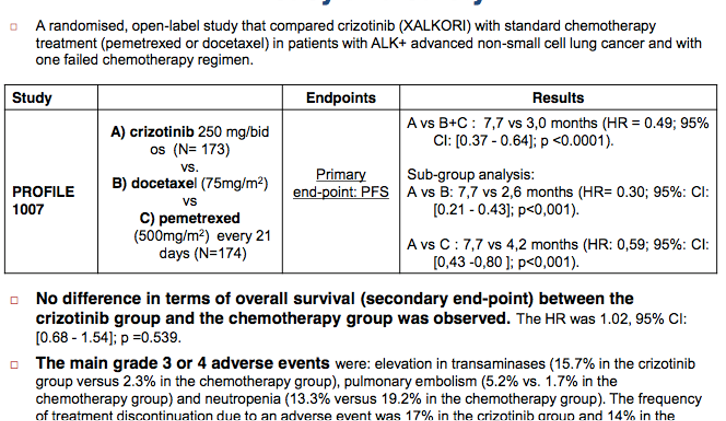 A randomised, open-label study that compared crizotinib (XALKORI) with standard chemotherapy
treatment (pemetrexed or docetaxel) in patients with ALK+ advanced non-small cell lung cancer and with
one failed chemotherapy regimen.
Study
Endpoints
Results
PROFILE
1007
A) crizotinib 250 mg/bid
os (N= 173)
vs.
B) docetaxel (75mg/m²)
vs
C) pemetrexed
(500mg/m²) every 21
days (N=174)
Primary
end-point: PFS
A vs B+C : 7,7 vs 3,0 months (HR = 0.49; 95%
CI: [0.37 - 0.64]; p <0.0001).
Sub-group analysis:
A vs B: 7,7 vs 2,6 months (HR= 0.30; 95%: CI:
[0.21 - 0.43]; p<0,001).
A vs C : 7,7 vs 4,2 months (HR: 0,59; 95%: CI:
[0,43 -0,80 ]; p<0,001).
No difference in terms of overall survival (secondary end-point) between the
crizotinib group and the chemotherapy group was observed. The HR was 1.02, 95% CI:
[0.68 - 1.54]; p =0.539.
The main grade 3 or 4 adverse events were: elevation in transaminases (15.7% in the crizotinib
group versus 2.3% in the chemotherapy group), pulmonary embolism (5.2% vs. 1.7% in the
chemotherapy group) and neutropenia (13.3% versus 19.2% in the chemotherapy group). The frequency
of treatment discontinuation due to an adverse event was 17% in the crizotinib group and 14% in the